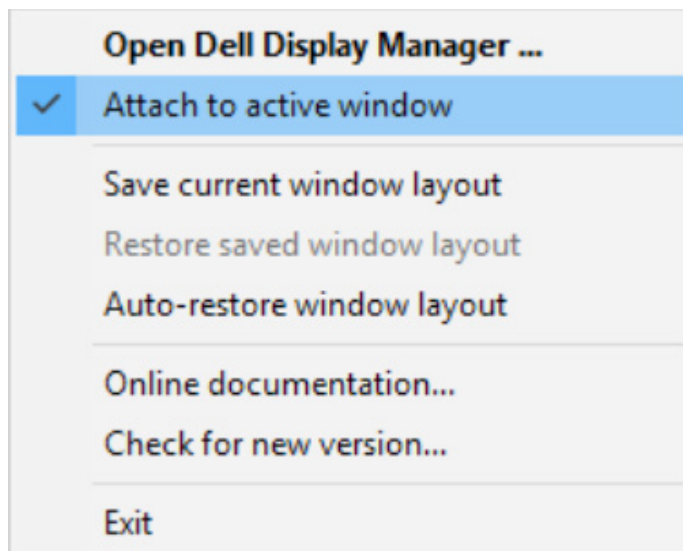 Open Dell Display Manager ...
Attach to active window
Save current window layout
Restore saved window layout
Auto-restore window layout
Online documentation...
Check for new version...
Exit